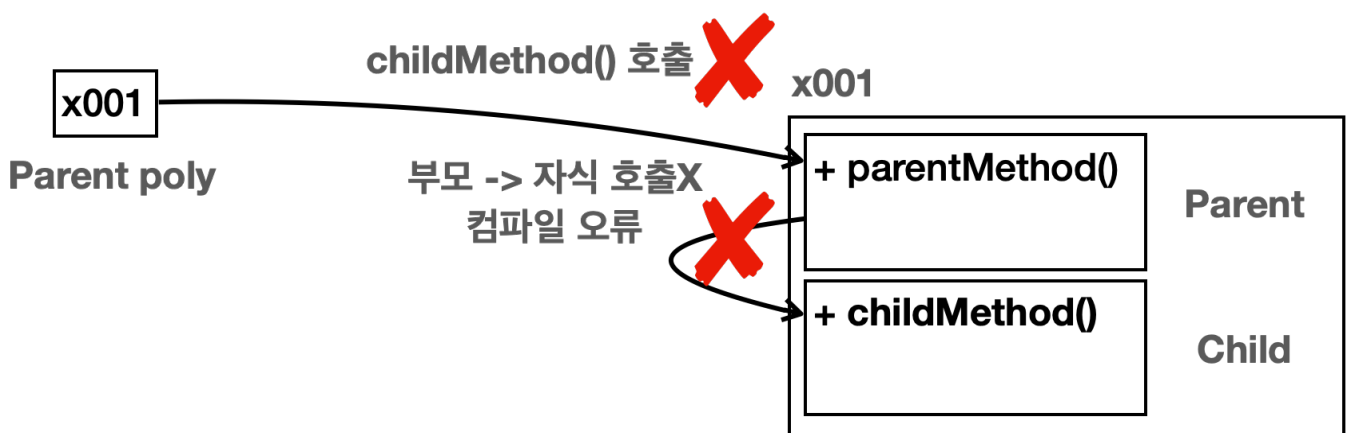 childMethod() 호출
x001
x001
Parent poly
부모 -> 자식 호출X
컴파일 오류
+ parentMethod()
Parent
+ childMethod()
Child